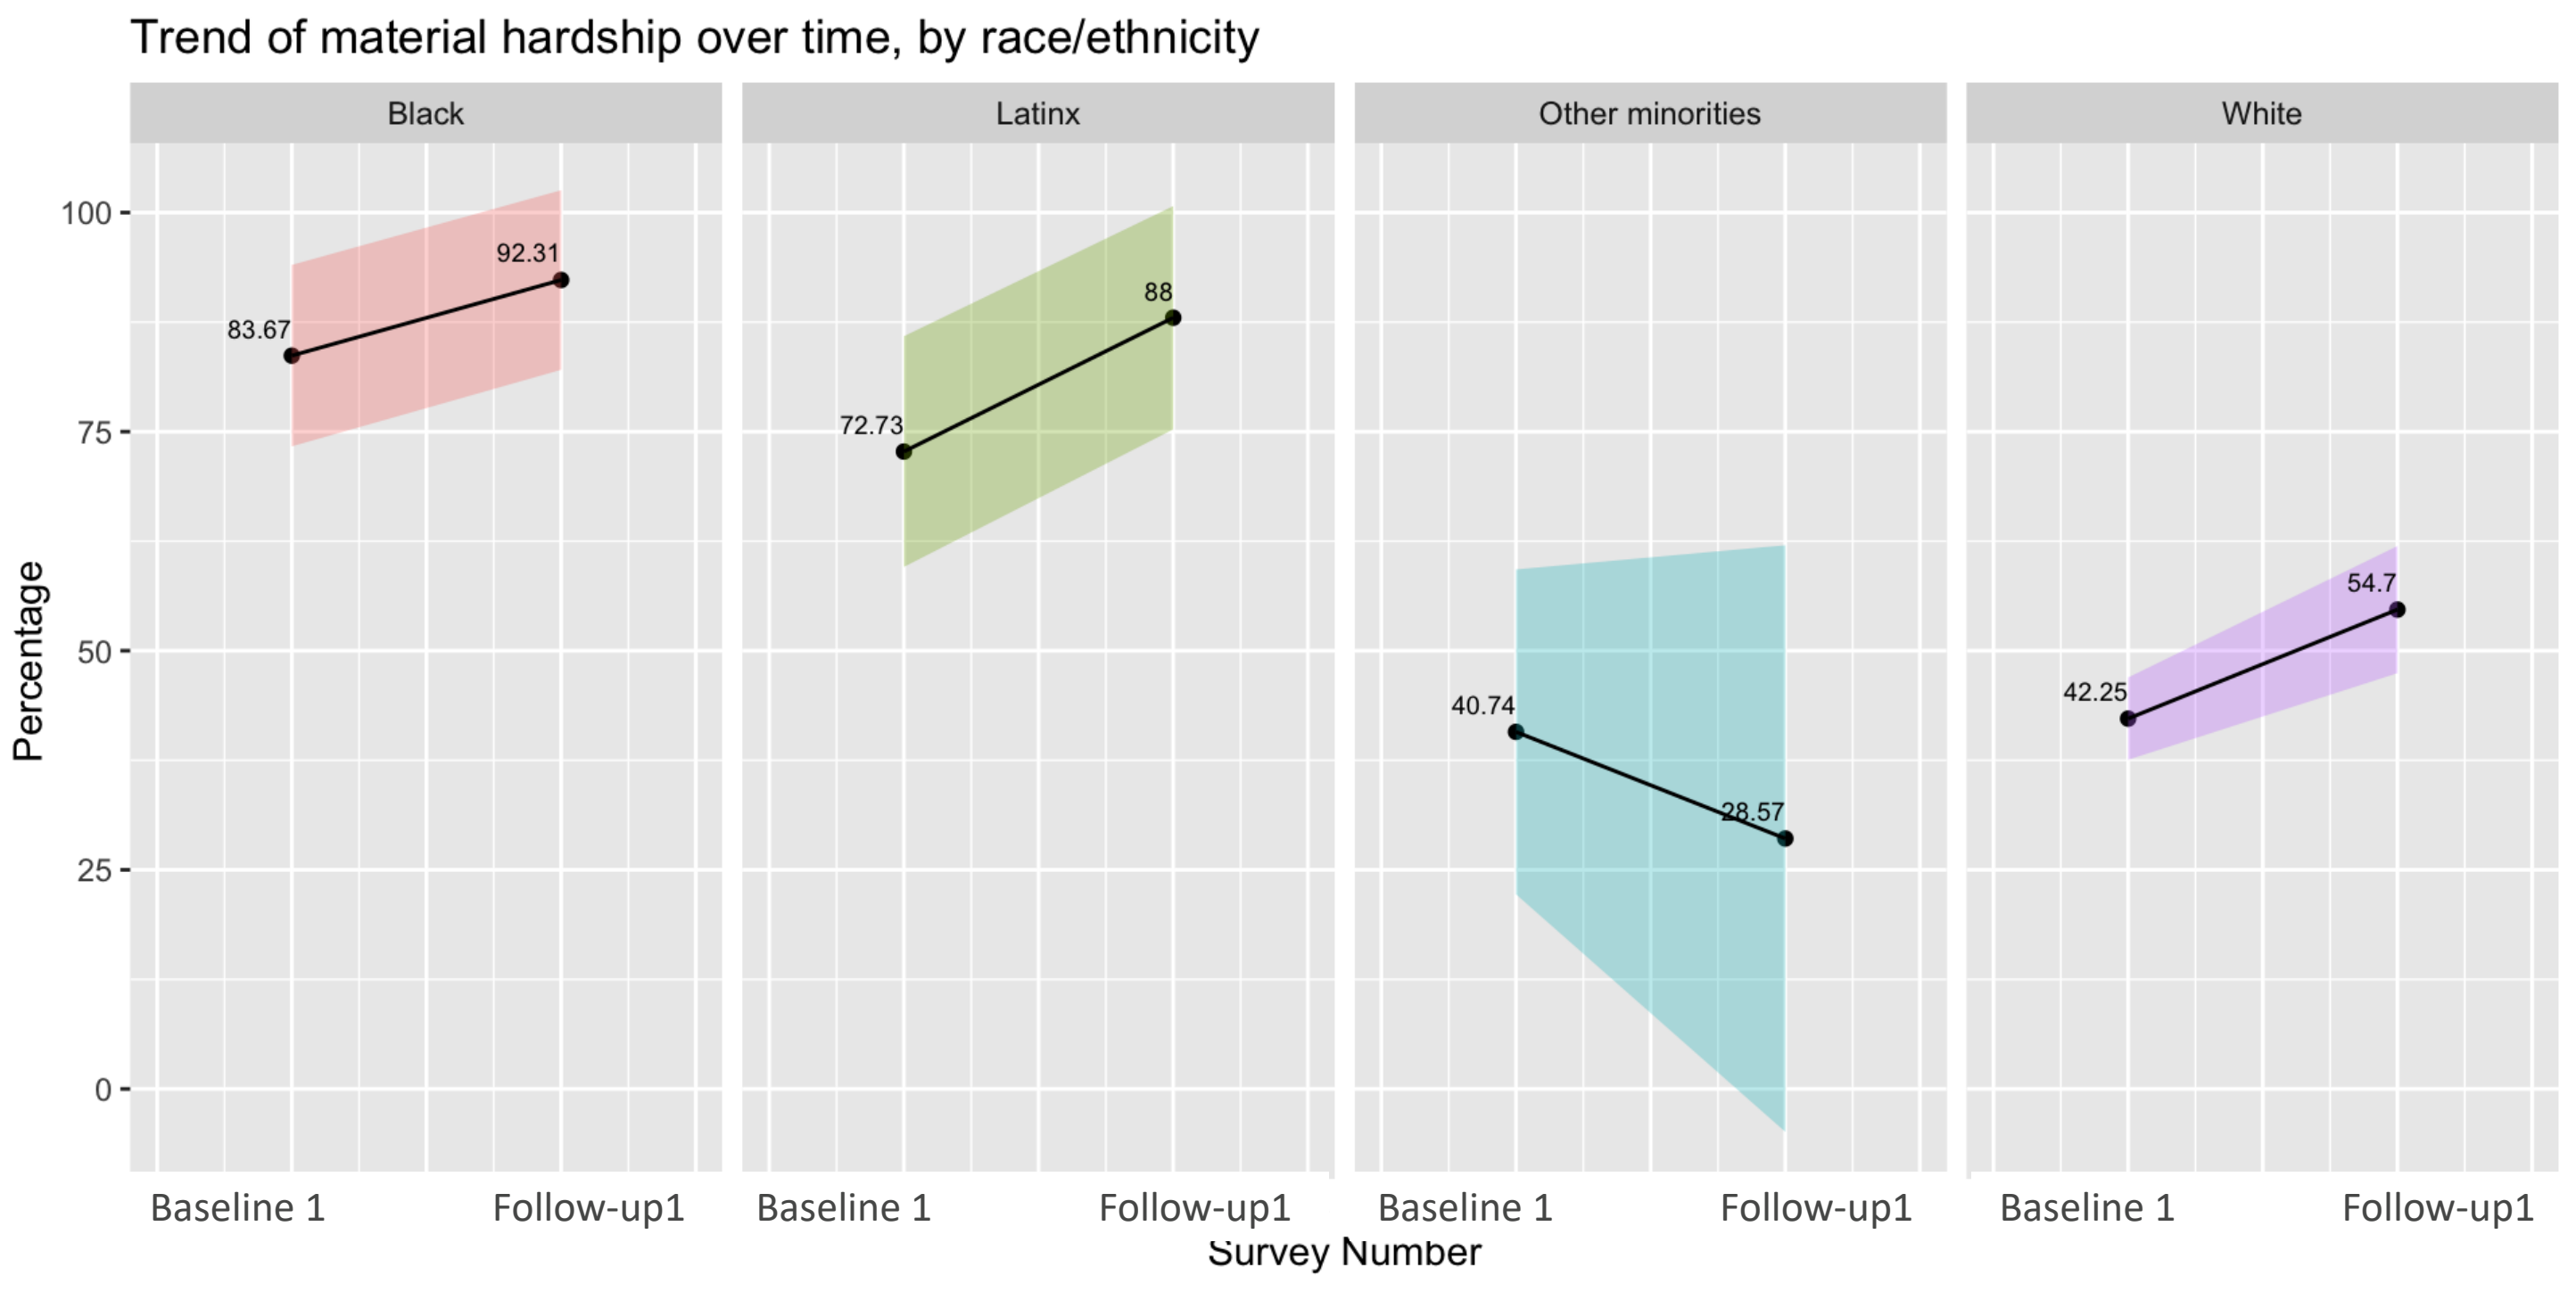 Trend of material hardship over time, by race/ethnicity
Black
Latinx
Other minorities
White
Percentage
100
75
50
25
0
83.67
92.31
72.73
88
40.74
28.57
42.25
54.7
Baseline 1
Follow-up1
Baseline 1
Follow-up1
Baseline 1
Follow-up1
Baseline 1
Follow-up1
Survey Number